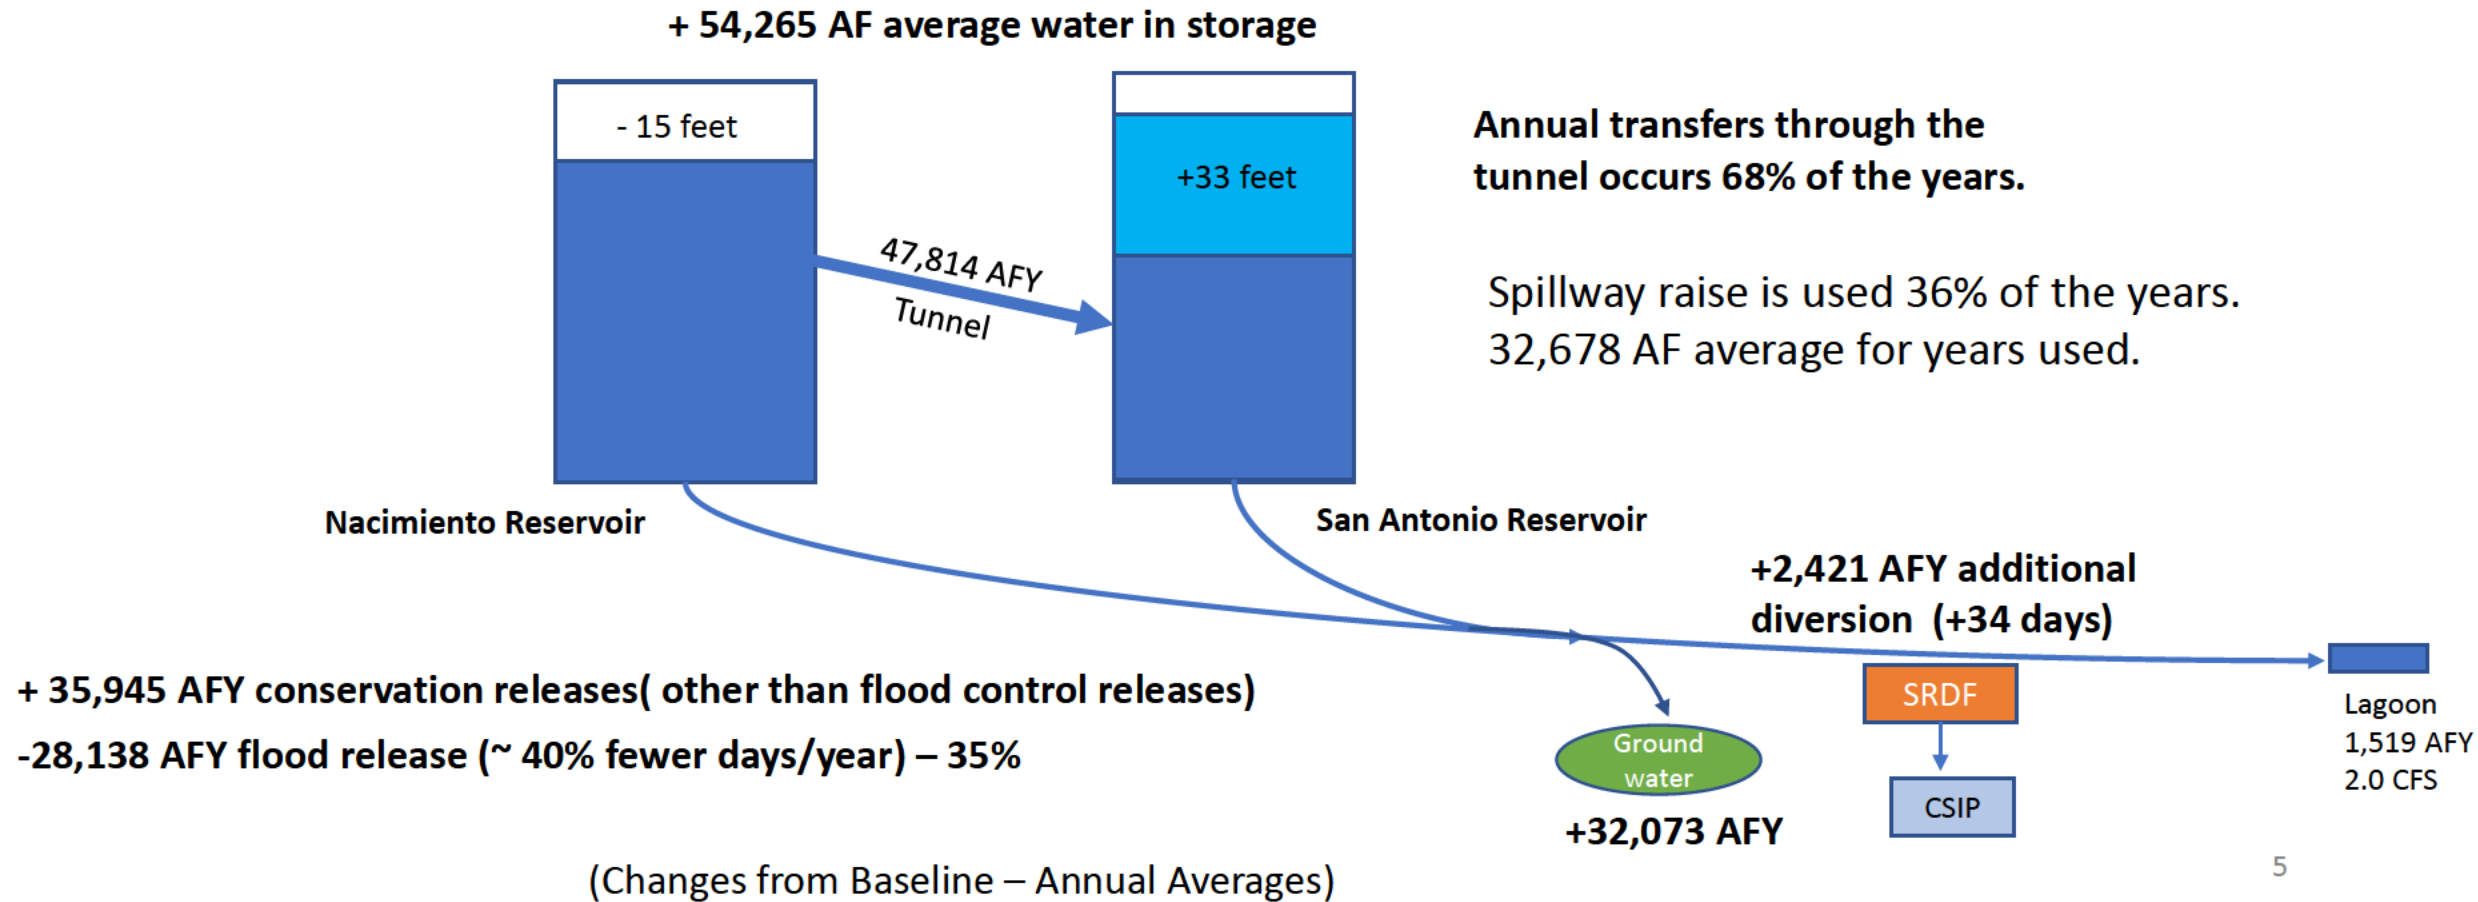 + 54,265 AF average water in storage
- 15 feet
+33 feet
Annual transfers through the
tunnel occurs 68% of the years.
47,814 AFY
Tunnel
Spillway raise is used 36% of the years.
32,678 AF average for years used.
Nacimiento Reservoir
San Antonio Reservoir
+2,421 AFY additional
diversion (+34 days)
+ 35,945 AFY conservation releases( other than flood control releases)
-28,138 AFY flood release (~ 40% fewer days/year) – 35%
SRDF
Lagoon
1,519 AFY
2.0 CFS
Ground
water
CSIP
+32,073 AFY
(Changes from Baseline – Annual Averages)
5